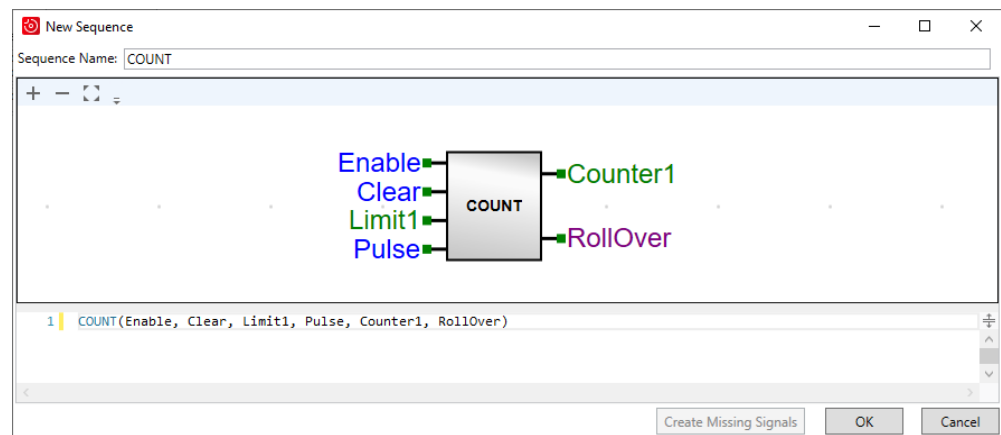 New Sequence
Sequence Name: COUNT
Enable
Clear
Limit1
Pulse
COUNT
Counter1
RollOver
1 COUNT(Enable, Clear, Limit1, Pulse, Counter1, RollOver)
Create Missing Signals OK Cancel